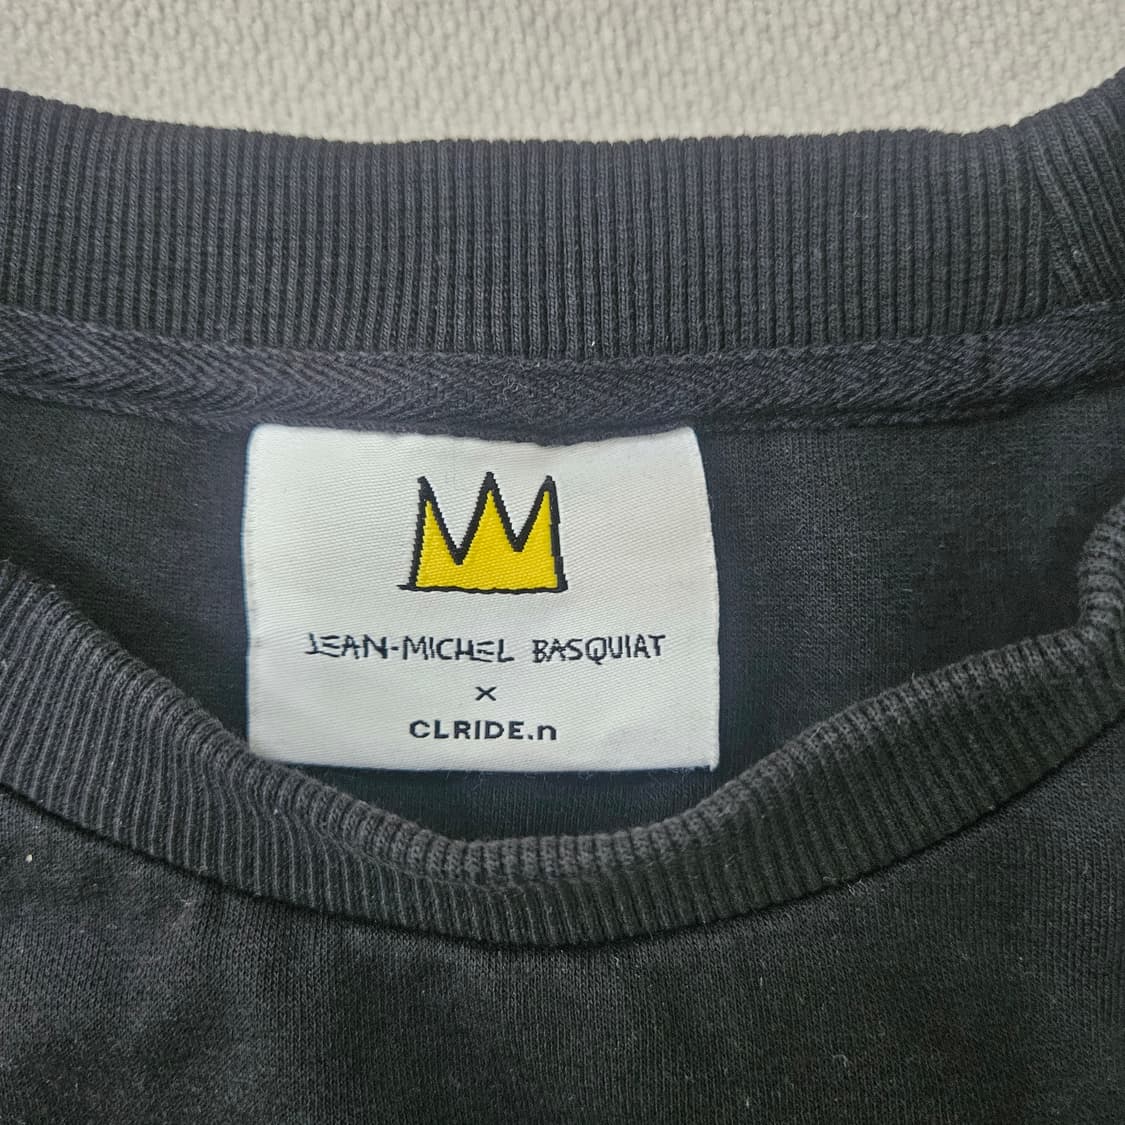 JEAN-MICHEL BASQUIAT
×
CLRIDE.n